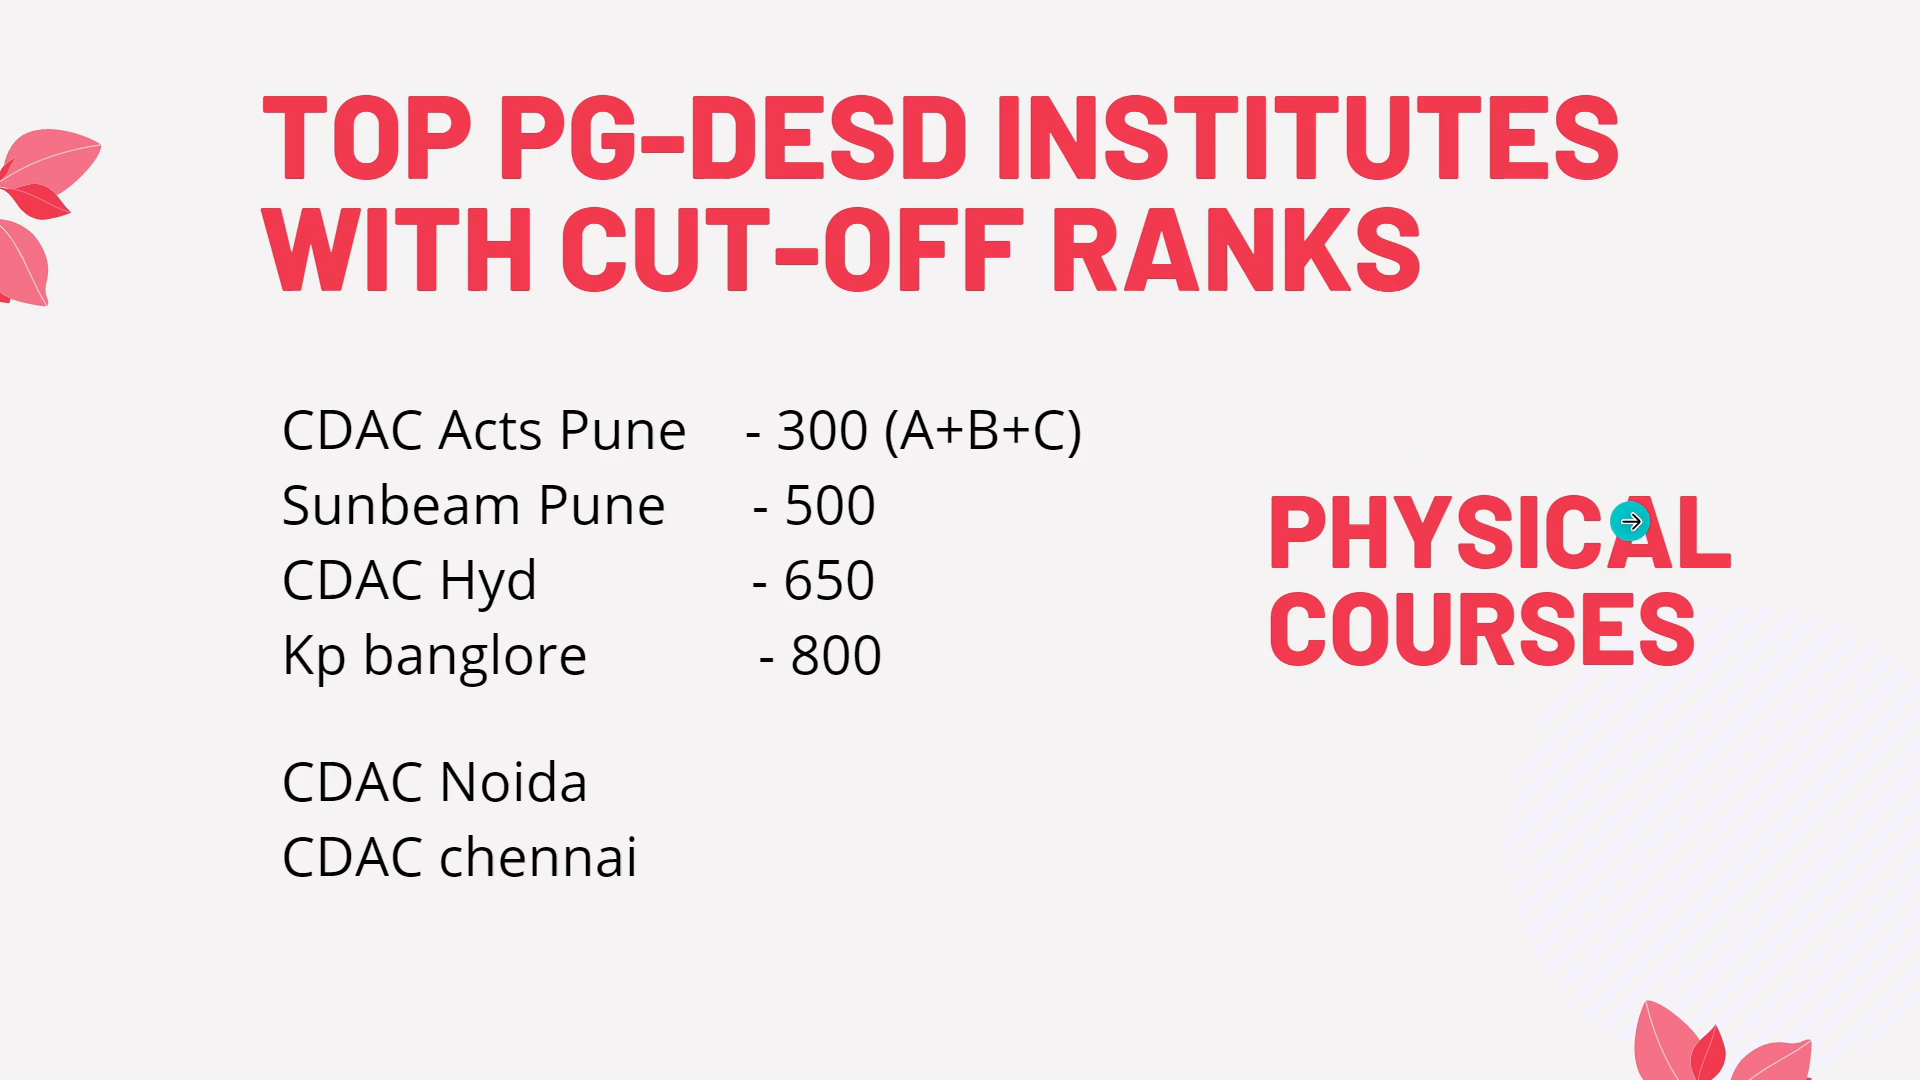 TOP PG-DESD INSTITUTES
WITH CUT-OFF RANKS
CDAC Acts Pune - 300 (A+B+C)
Sunbeam Pune - 500
CDAC Hyd - 650
Kp banglore - 800
CDAC Noida
CDAC chennai
PHYSICAL
COURSES